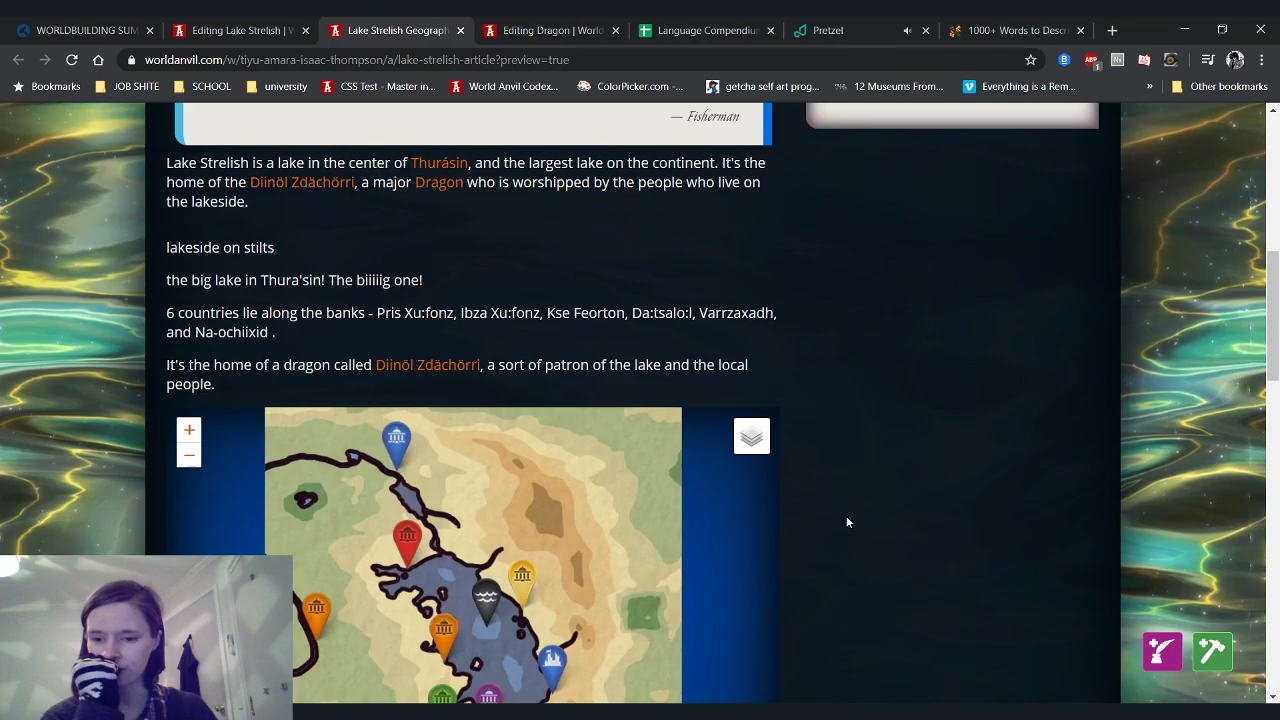 WORLDBUILDING SUM
Editing Lake Strelish | W
Lake Strelish Geograph
Editing Dragon | World
Language Compendiu
Pretzel
1000+ Words to Descr
worldanvil.com/w/tiyu-amara-isaac-thompson/a/lake-strelish-article?preview=true
ABP
1
Bookmarks
JOB SHITE
SCHOOL
university
CSS Test - Master in...
World Anvil Codex...
ColorPicker.com -...
getcha self art prog...
12 Museums From...
Everything is a Rem...
»
Other bookmarks
— Fisherman
Lake Strelish is a lake in the center of Thurásin, and the largest lake on the continent. It's the
home of the Diinöl Zdächörri, a major Dragon who is worshipped by the people who live on
the lakeside.
lakeside on stilts
the big lake in Thura'sin! The biiiiig one!
6 countries lie along the banks - Pris Xu:fonz, Ibza Xu:fonz, Kse Feorton, Da:tsalo:l, Varrzaxadh,
and Na-ochiixid .
It's the home of a dragon called Diinöl Zdächörri, a sort of patron of the lake and the local
people.
+
−